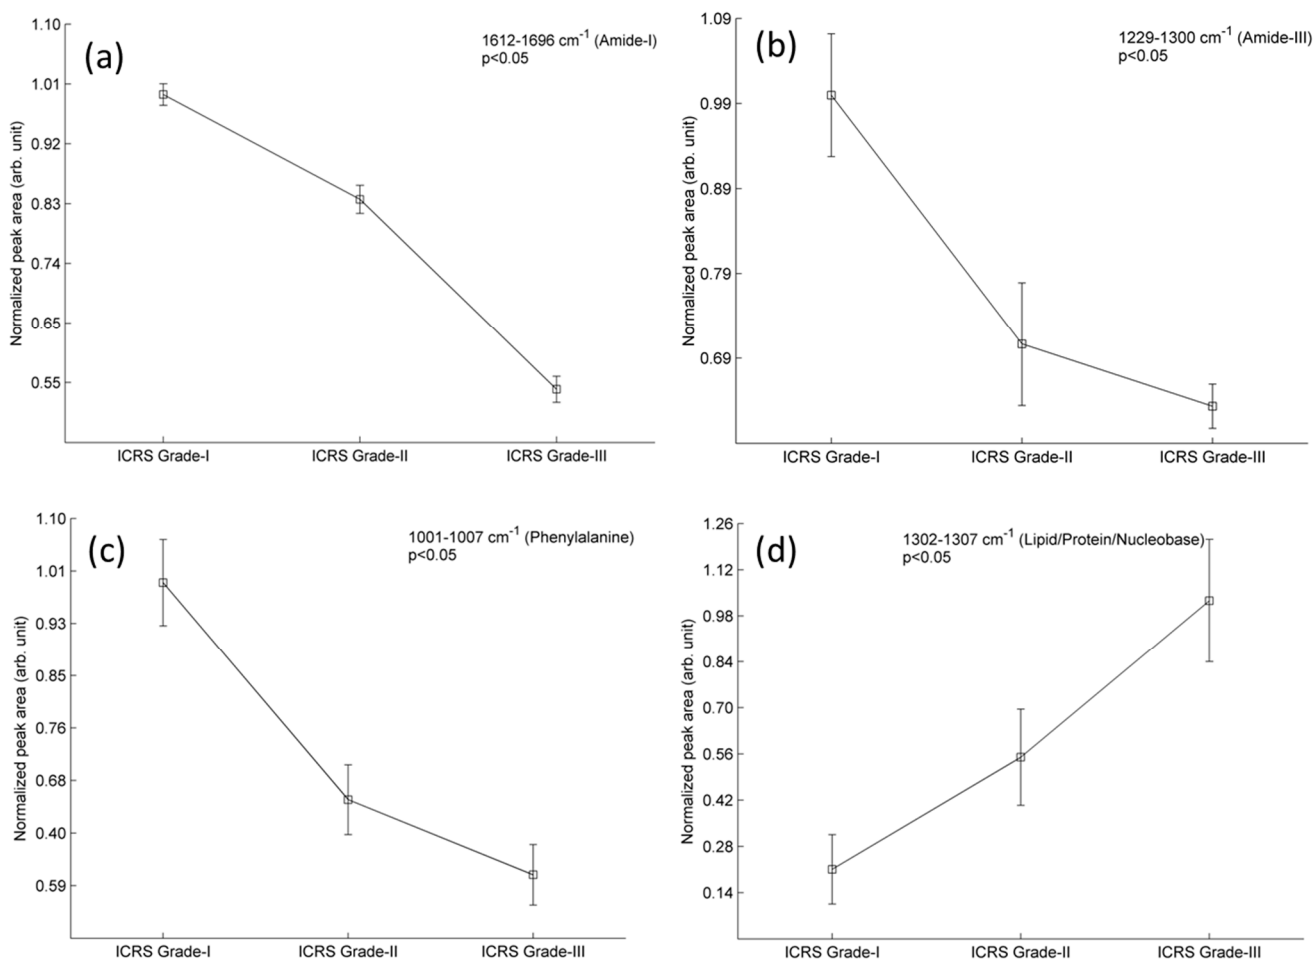 (a)
1612-1696 cm⁻¹ (Amide-I)
p<0.05
Normalized peak area (arb. unit)
1.10
1.01
0.92
0.83
0.74
0.65
0.55
ICRS Grade-I ICRS Grade-II ICRS Grade-III
(b)
1229-1300 cm⁻¹ (Amide-III)
p<0.05
Normalized peak area (arb. unit)
1.09
0.99
0.89
0.79
0.69
ICRS Grade-I ICRS Grade-II ICRS Grade-III
(c)
1001-1007 cm⁻¹ (Phenylalanine)
p<0.05
Normalized peak area (arb. unit)
1.10
1.01
0.93
0.85
0.76
0.68
0.40
0.59
ICRS Grade-I ICRS Grade-II ICRS Grade-III
(d)
1302-1307 cm⁻¹ (Lipid/Protein/Nucleobase)
p<0.05
Normalized peak area (arb. unit)
1.26
1.12
0.98
0.84
0.70
0.56
0.42
0.28
0.14
ICRS Grade-I ICRS Grade-II ICRS Grade-III